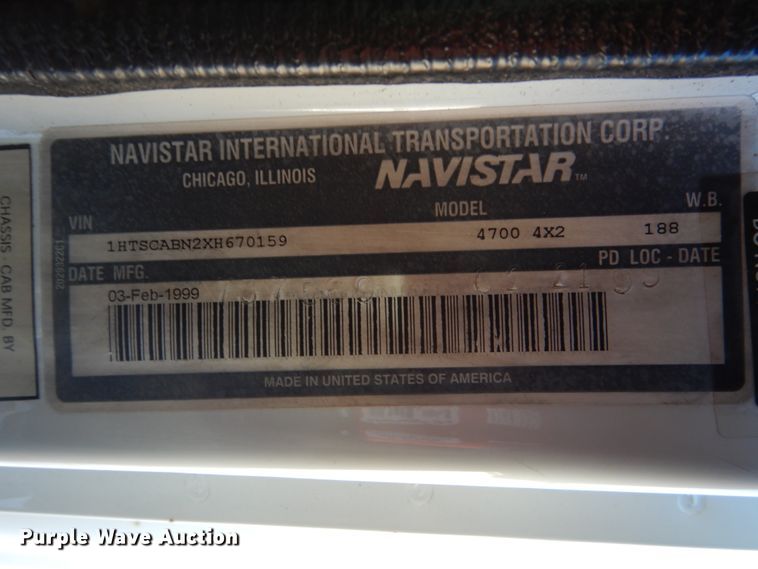 NAVISTAR INTERNATIONAL TRANSPORTATION CORP.
CHICAGO, ILLINOIS NAVISTAR™
VIN MODEL W.B.
1HTSCABN2XH670159 4700 4X2 188
DATE MFG. PD LOC - DATE
03-Feb-1999
MADE IN UNITED STATES OF AMERICA
CHASSIS - CAB MFD. BY
Purple Wave Auction